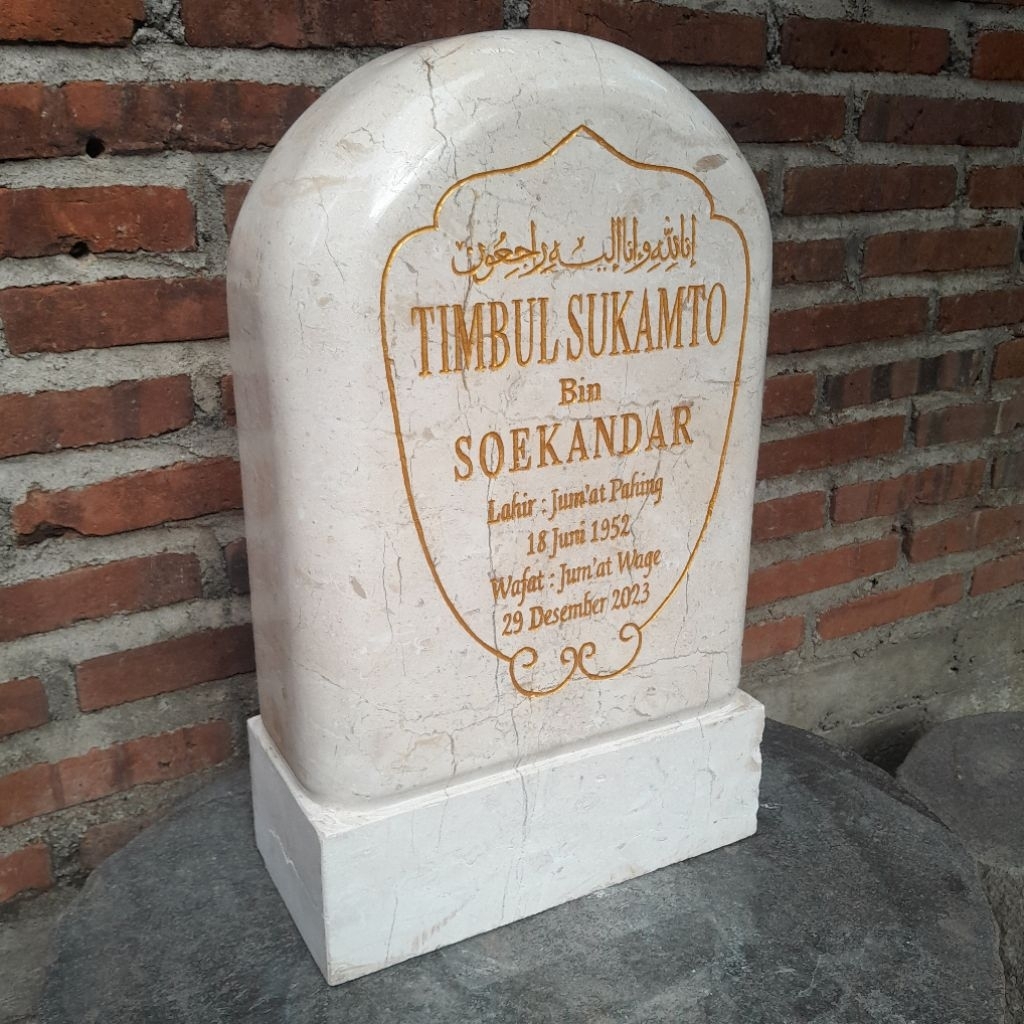 إنا لله وإنا إليه راجعون
TIMBUL SUKAMTO
Bin
SOEKANDAR
Lahir : Jum'at Pahing
18 Juni 1952
Wafat : Jum'at Wage
29 Desember 2023